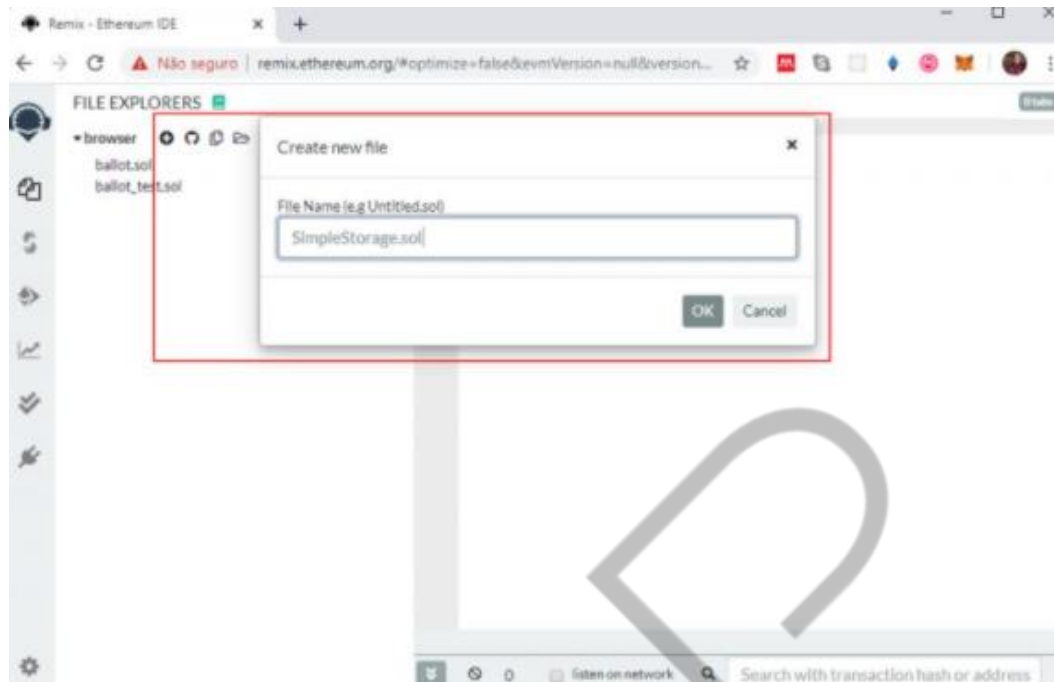 Remix - Ethereum IDE
Não seguro
remix.ethereum.org/#optimize=false&evmVersion=null&version...
FILE EXPLORERS
browser
ballot.sol
ballot_test.sol
Create new file
File Name (e.g Untitled.sol)
SimpleStorage.sol
OK
Cancel
0
listen on network
Search with transaction hash or address